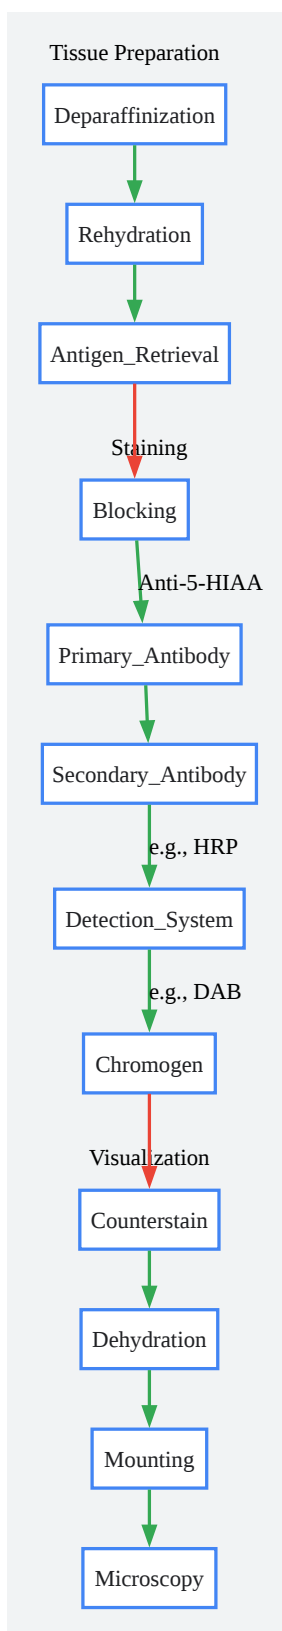 Tissue Preparation
Deparaffinization
Rehydration
Antigen_Retrieval
Staining
Blocking
Anti-5-HIAA
Primary_Antibody
Secondary_Antibody
e.g., HRP
Detection_System
e.g., DAB
Chromogen
Visualization
Counterstain
Dehydration
Mounting
Microscopy